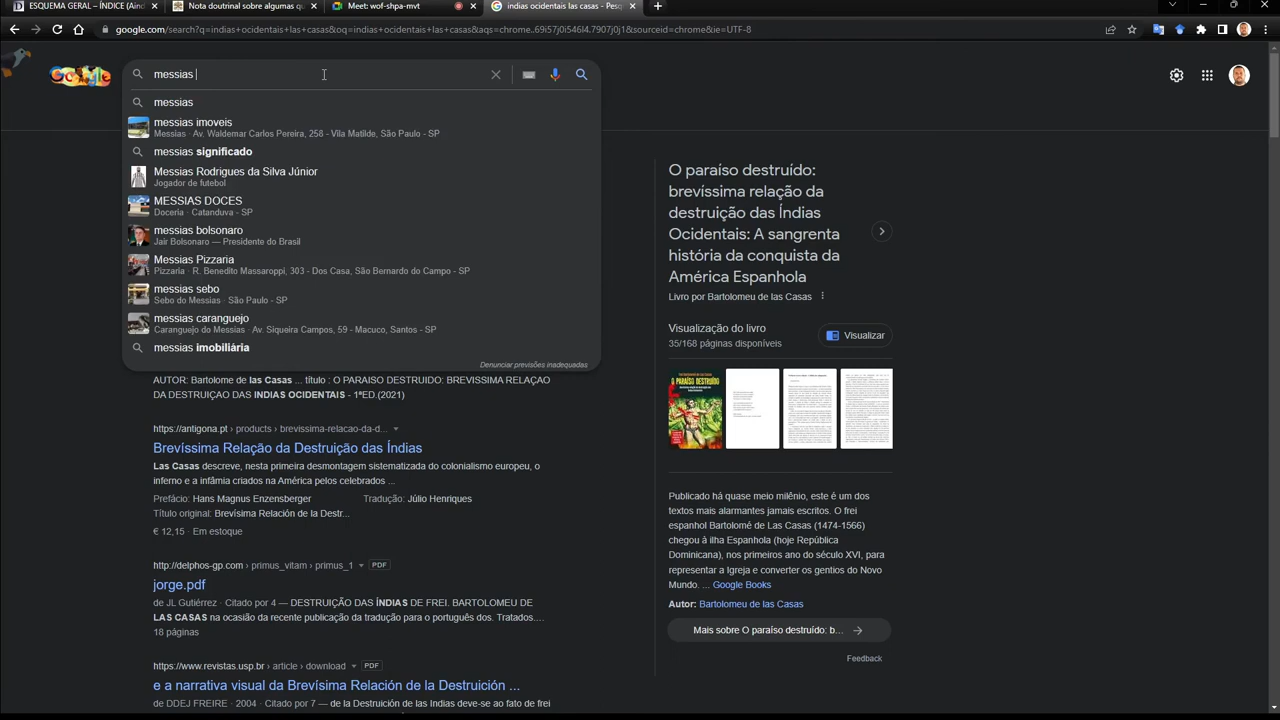 ESQUEMA GERAL – ÍNDICE (Ain
Nota doutrinal sobre algumas q
Meet: wof-shpa-mvt
indias ocidentais las casas - Pesq
google.com/search?q=indias+ocidentais+las+casas&oq=indias+ocidentais+las+casas&aqs=chrome..69i57j0i546l4.7907j0j1&sourceid=chrome&ie=UTF-8
Google
messias
messias
messias imoveis
Messias · Av. Waldemar Carlos Pereira, 258 - Vila Matilde, São Paulo - SP
messias significado
Messias Rodrigues da Silva Júnior
Jogador de futebol
MESSIAS DOCES
Doceria · Catanduva - SP
messias bolsonaro
Jair Bolsonaro — Presidente do Brasil
Messias Pizzaria
Pizzaria · R. Benedito Massaroppi, 303 - Dos Casa, São Bernardo do Campo - SP
messias sebo
Sebo do Messias · São Paulo - SP
messias caranguejo
Caranguejo do Messias · Av. Siqueira Campos, 59 - Macuco, Santos - SP
messias imobiliária
Denunciar previsões inadequadas
AUTOR: Bartolome de las Casas ... título : O PARAISO DESTRUIDO: BREVISSIMA RELAÇAO
DA DESTRUIÇAO DAS INDIAS OCIDENTAIS - 1ªED.(2021)
https://antigona.pt › products › brevissima-relacao-da-d...
Brevíssima Relação da Destruição das Índias
Las Casas descreve, nesta primeira desmontagem sistematizada do colonialismo europeu, o
inferno e a infâmia criados na América pelos celebrados ...
Prefácio: Hans Magnus Enzensberger
Tradução: Júlio Henriques
Título original: Brevísima Relación de la Destr...
€ 12,15 · Em estoque
http://delphos-gp.com › primus_vitam › primus_1
PDF
jorge.pdf
de JL Gutiérrez · Citado por 4 — DESTRUIÇÃO DAS ÍNDIAS DE FREI. BARTOLOMEU DE
LAS CASAS na ocasião da recente publicação da tradução para o português dos. Tratados....
18 páginas
https://www.revistas.usp.br › article › download
PDF
e a narrativa visual da Brevísima Relación de la Destruición ...
de DDEJ FREIRE · 2004 · Citado por 7 — de la Destruición de las Indias deve-se ao fato de frei
O paraíso destruído:
brevíssima relação da
destruição das Índias
Ocidentais: A sangrenta
história da conquista da
América Espanhola
Livro por Bartolomeu de las Casas
Visualização do livro
35/168 páginas disponíveis
Visualizar
O PARAÍSO DESTRUÍDO
Publicado há quase meio milênio, este é um dos
textos mais alarmantes jamais escritos. O frei
espanhol Bartolomé de Las Casas (1474-1566)
chegou à ilha Espanhola (hoje República
Dominicana), nos primeiros ano do século XVI, para
representar a Igreja e converter os gentios do Novo
Mundo. ... Google Books
Autor: Bartolomeu de las Casas
Mais sobre O paraíso destruído: b...
Feedback